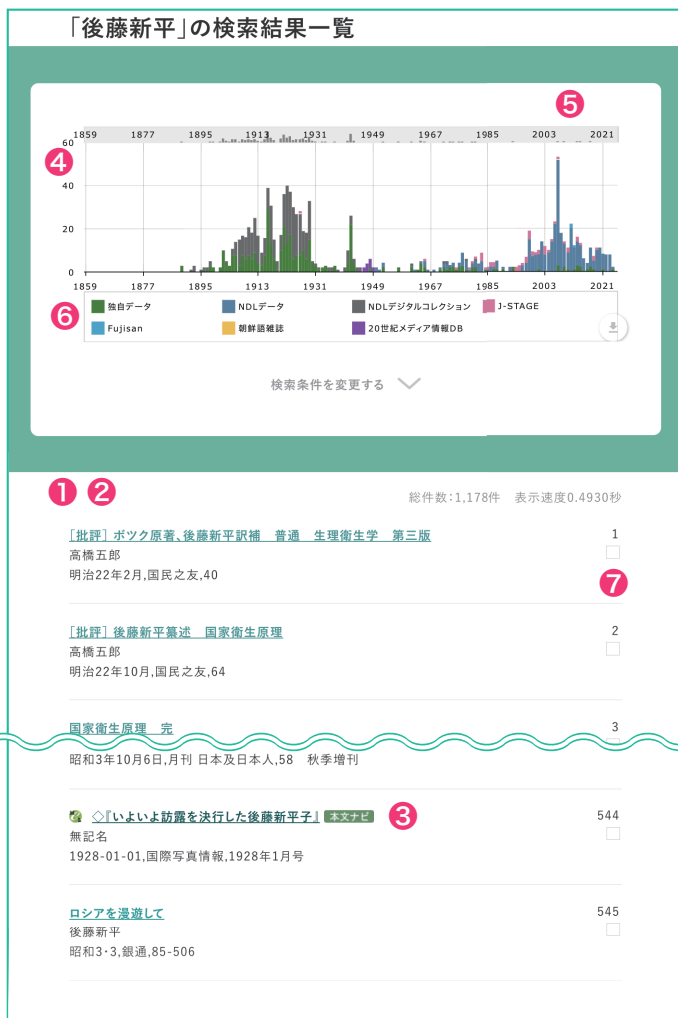 「後藤新平」の検索結果一覧
5
1859 1877 1895 1913 1931 1949 1967 1985 2003 2021
60
4
40
20
0
1859 1877 1895 1913 1931 1949 1967 1985 2003 2021
6
独自データ NDLデータ NDLデジタルコレクション J-STAGE
Fujisan 朝鮮語雑誌 20世紀メディア情報DB
検索条件を変更する
1 2
総件数:1,178件 表示速度0.4930秒
[批評] ボツク原著、後藤新平訳補 普通 生理衛生学 第三版 1
高橋五郎
明治22年2月,国民之友,40
7
[批評] 後藤新平纂述 国家衛生原理 2
高橋五郎
明治22年10月,国民之友,64
国家衛生原理 完 3
昭和3年10月6日,月刊 日本及日本人,58 秋季増刊
◇『いよいよ訪露を決行した後藤新平子』 本文ナビ 3 544
無記名
1928-01-01,国際写真情報,1928年1月号
ロシアを漫遊して 545
後藤新平
昭和3・3,銀通,85-506